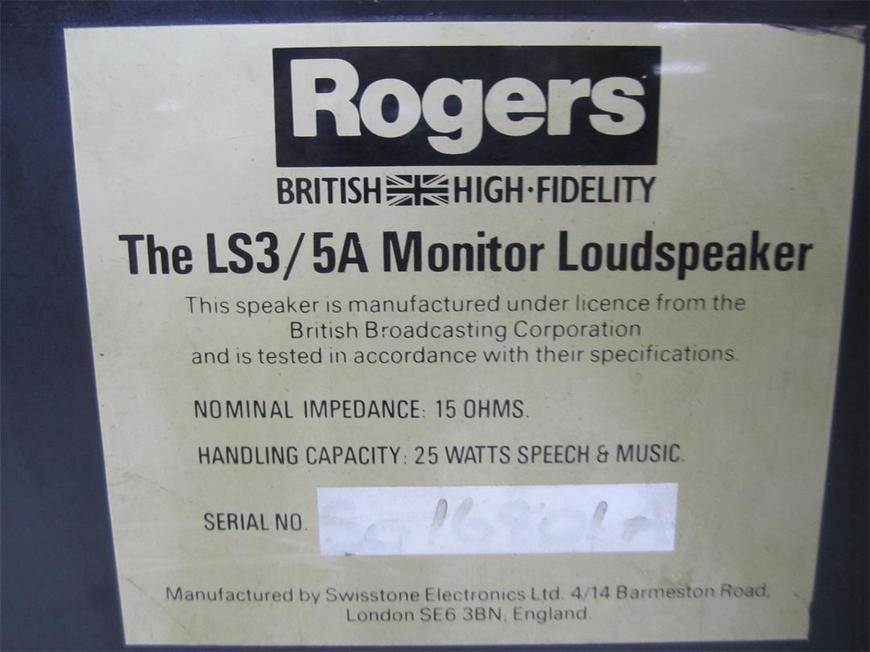 Rogers
BRITISH HIGH·FIDELITY
The LS3/5A Monitor Loudspeaker
This speaker is manufactured under licence from the
British Broadcasting Corporation
and is tested in accordance with their specifications.
NOMINAL IMPEDANCE: 15 OHMS.
HANDLING CAPACITY: 25 WATTS SPEECH & MUSIC.
SERIAL NO.
Manufactured by Swisstone Electronics Ltd. 4/14 Barmeston Road,
London SE6 3BN, England.